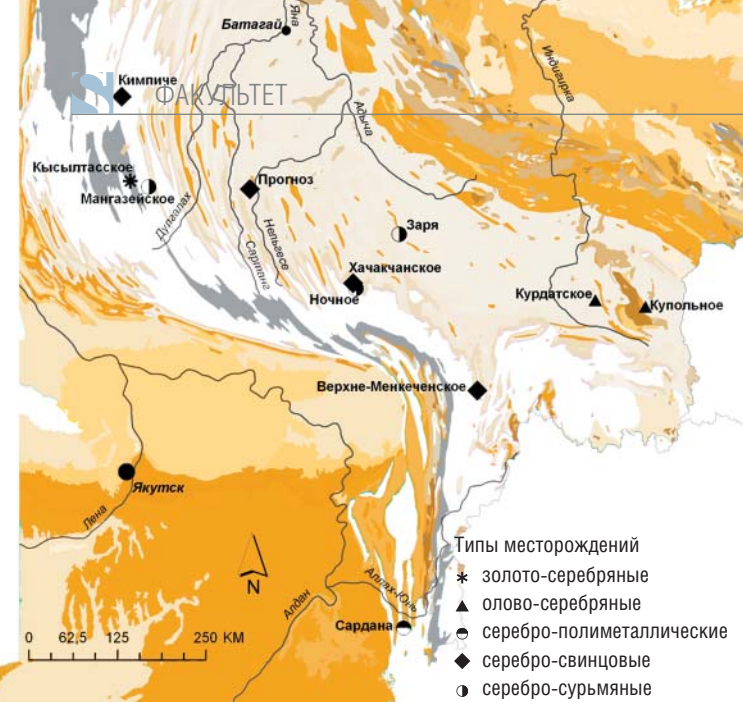 Батагай
Яна
Индигирка
Кимпиче
ФАКУЛЬТЕТ
Адыча
Кысылтасское
Мангазейское
Прогноз
Дулгалах
Сартанг
Нельгесе
Заря
Хачакчанское
Ночное
Курдатское
Купольное
Верхне-Менкеченское
Якутск
Лена
N
Алдан
Аллах-Юнь
Сардана
0 62,5 125 250 КМ
Типы месторождений
золото-серебряные
олово-серебряные
серебро-полиметаллические
серебро-свинцовые
серебро-сурьмяные